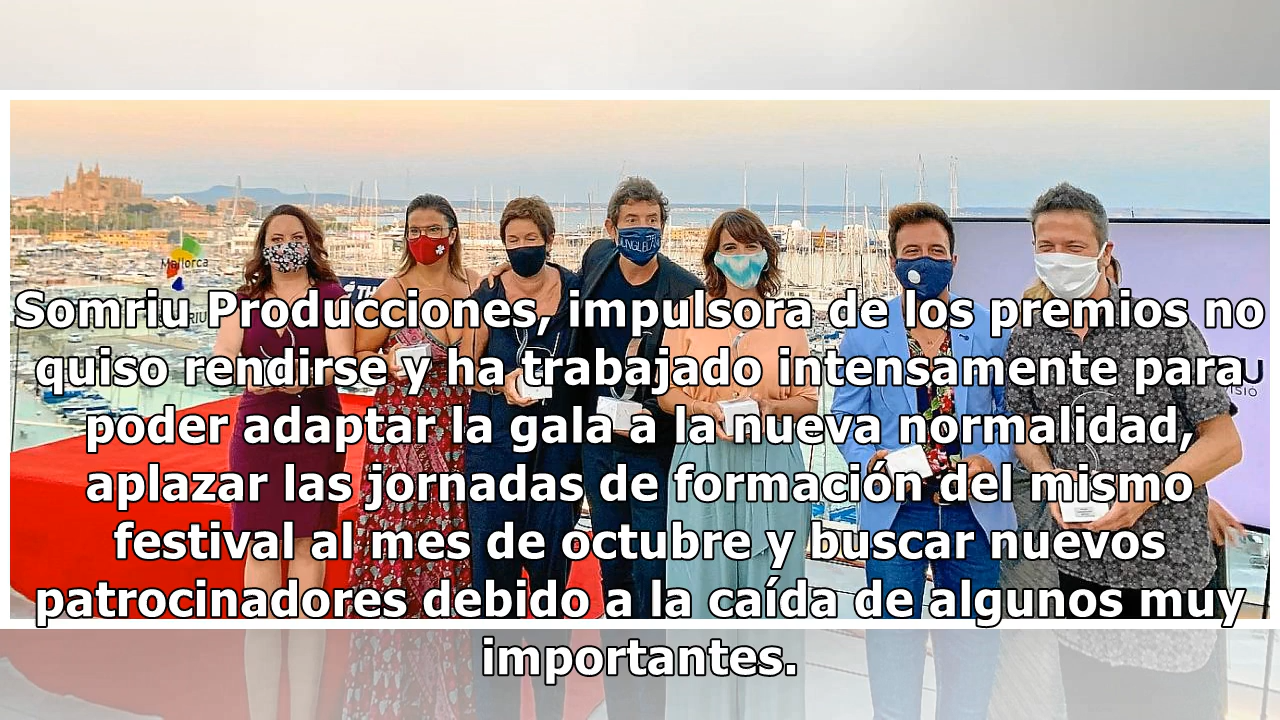 Mallorca
JUNGLELAND
Somriu Producciones, impulsora de los premios no
quiso rendirse y ha trabajado intensamente para
poder adaptar la gala a la nueva normalidad,
aplazar las jornadas de formación del mismo
festival al mes de octubre y buscar nuevos
patrocinadores debido a la caída de algunos muy
importantes.